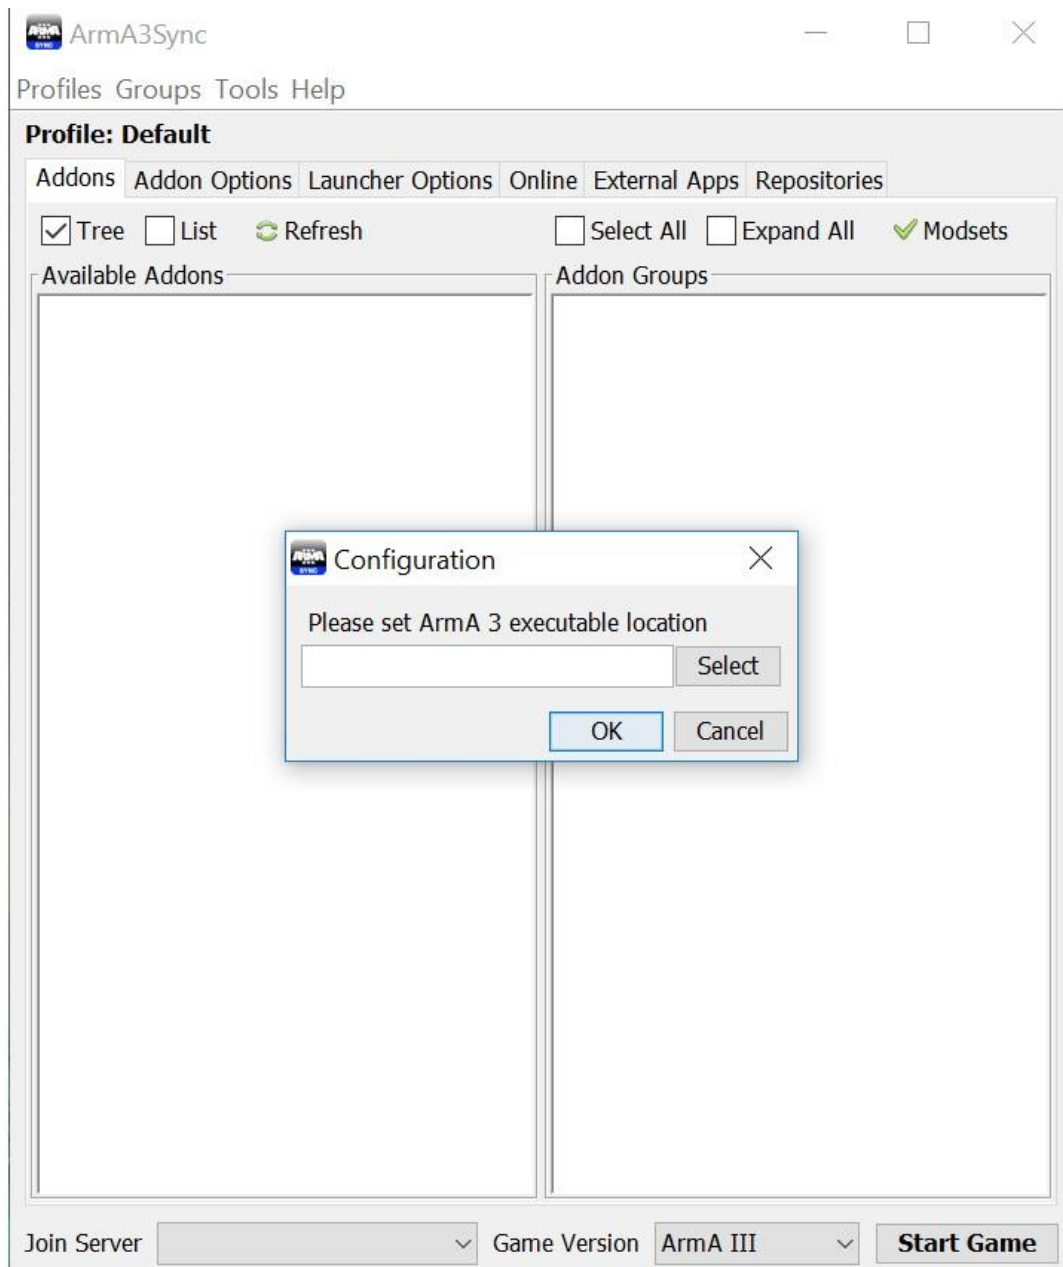 ArmA3Sync
Profiles Groups Tools Help
Profile: Default
Addons Addon Options Launcher Options Online External Apps Repositories
Tree List Refresh Select All Expand All Modsets
Available Addons Addon Groups
Configuration
Please set ArmA 3 executable location
Select
OK Cancel
Join Server Game Version ArmA III Start Game